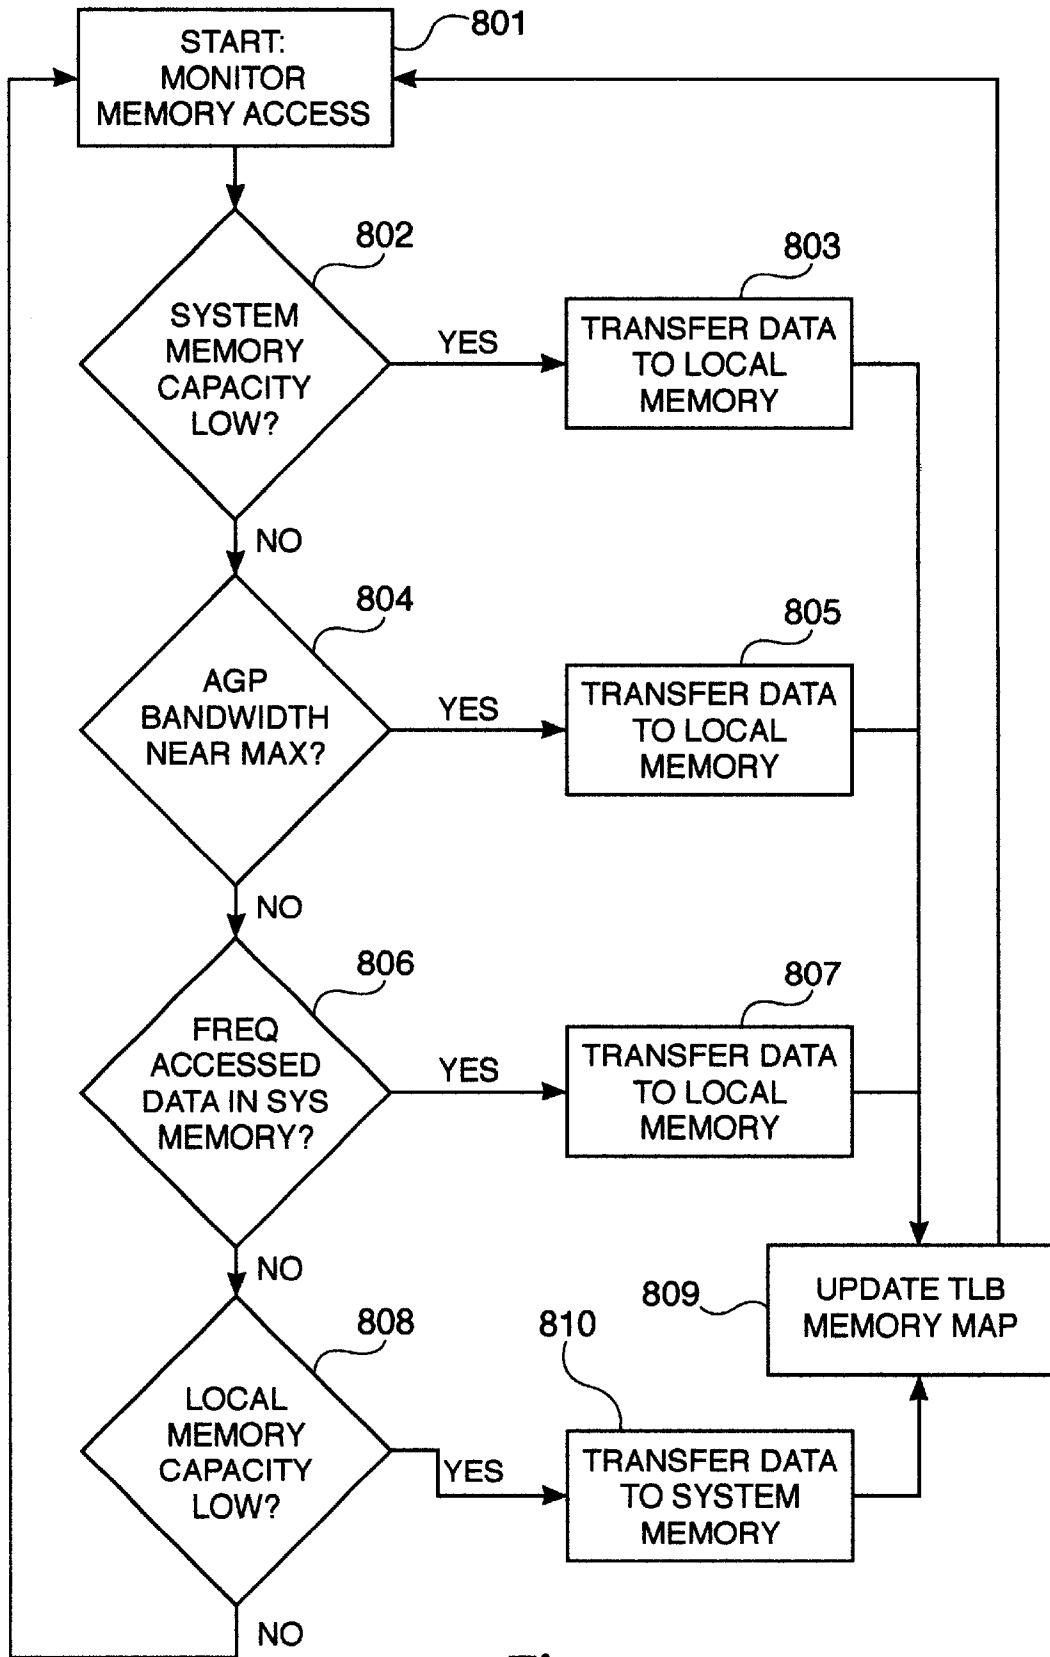 801
START:
MONITOR
MEMORY ACCESS
802
803
SYSTEM
MEMORY
CAPACITY
LOW?
YES
TRANSFER DATA
TO LOCAL
MEMORY
NO
804
805
AGP
BANDWIDTH
NEAR MAX?
YES
TRANSFER DATA
TO LOCAL
MEMORY
NO
806
807
FREQ
ACCESSED
DATA IN SYS
MEMORY?
YES
TRANSFER DATA
TO LOCAL
MEMORY
NO
808
810
809
UPDATE TLB
MEMORY MAP
LOCAL
MEMORY
CAPACITY
LOW?
YES
TRANSFER DATA
TO SYSTEM
MEMORY
NO